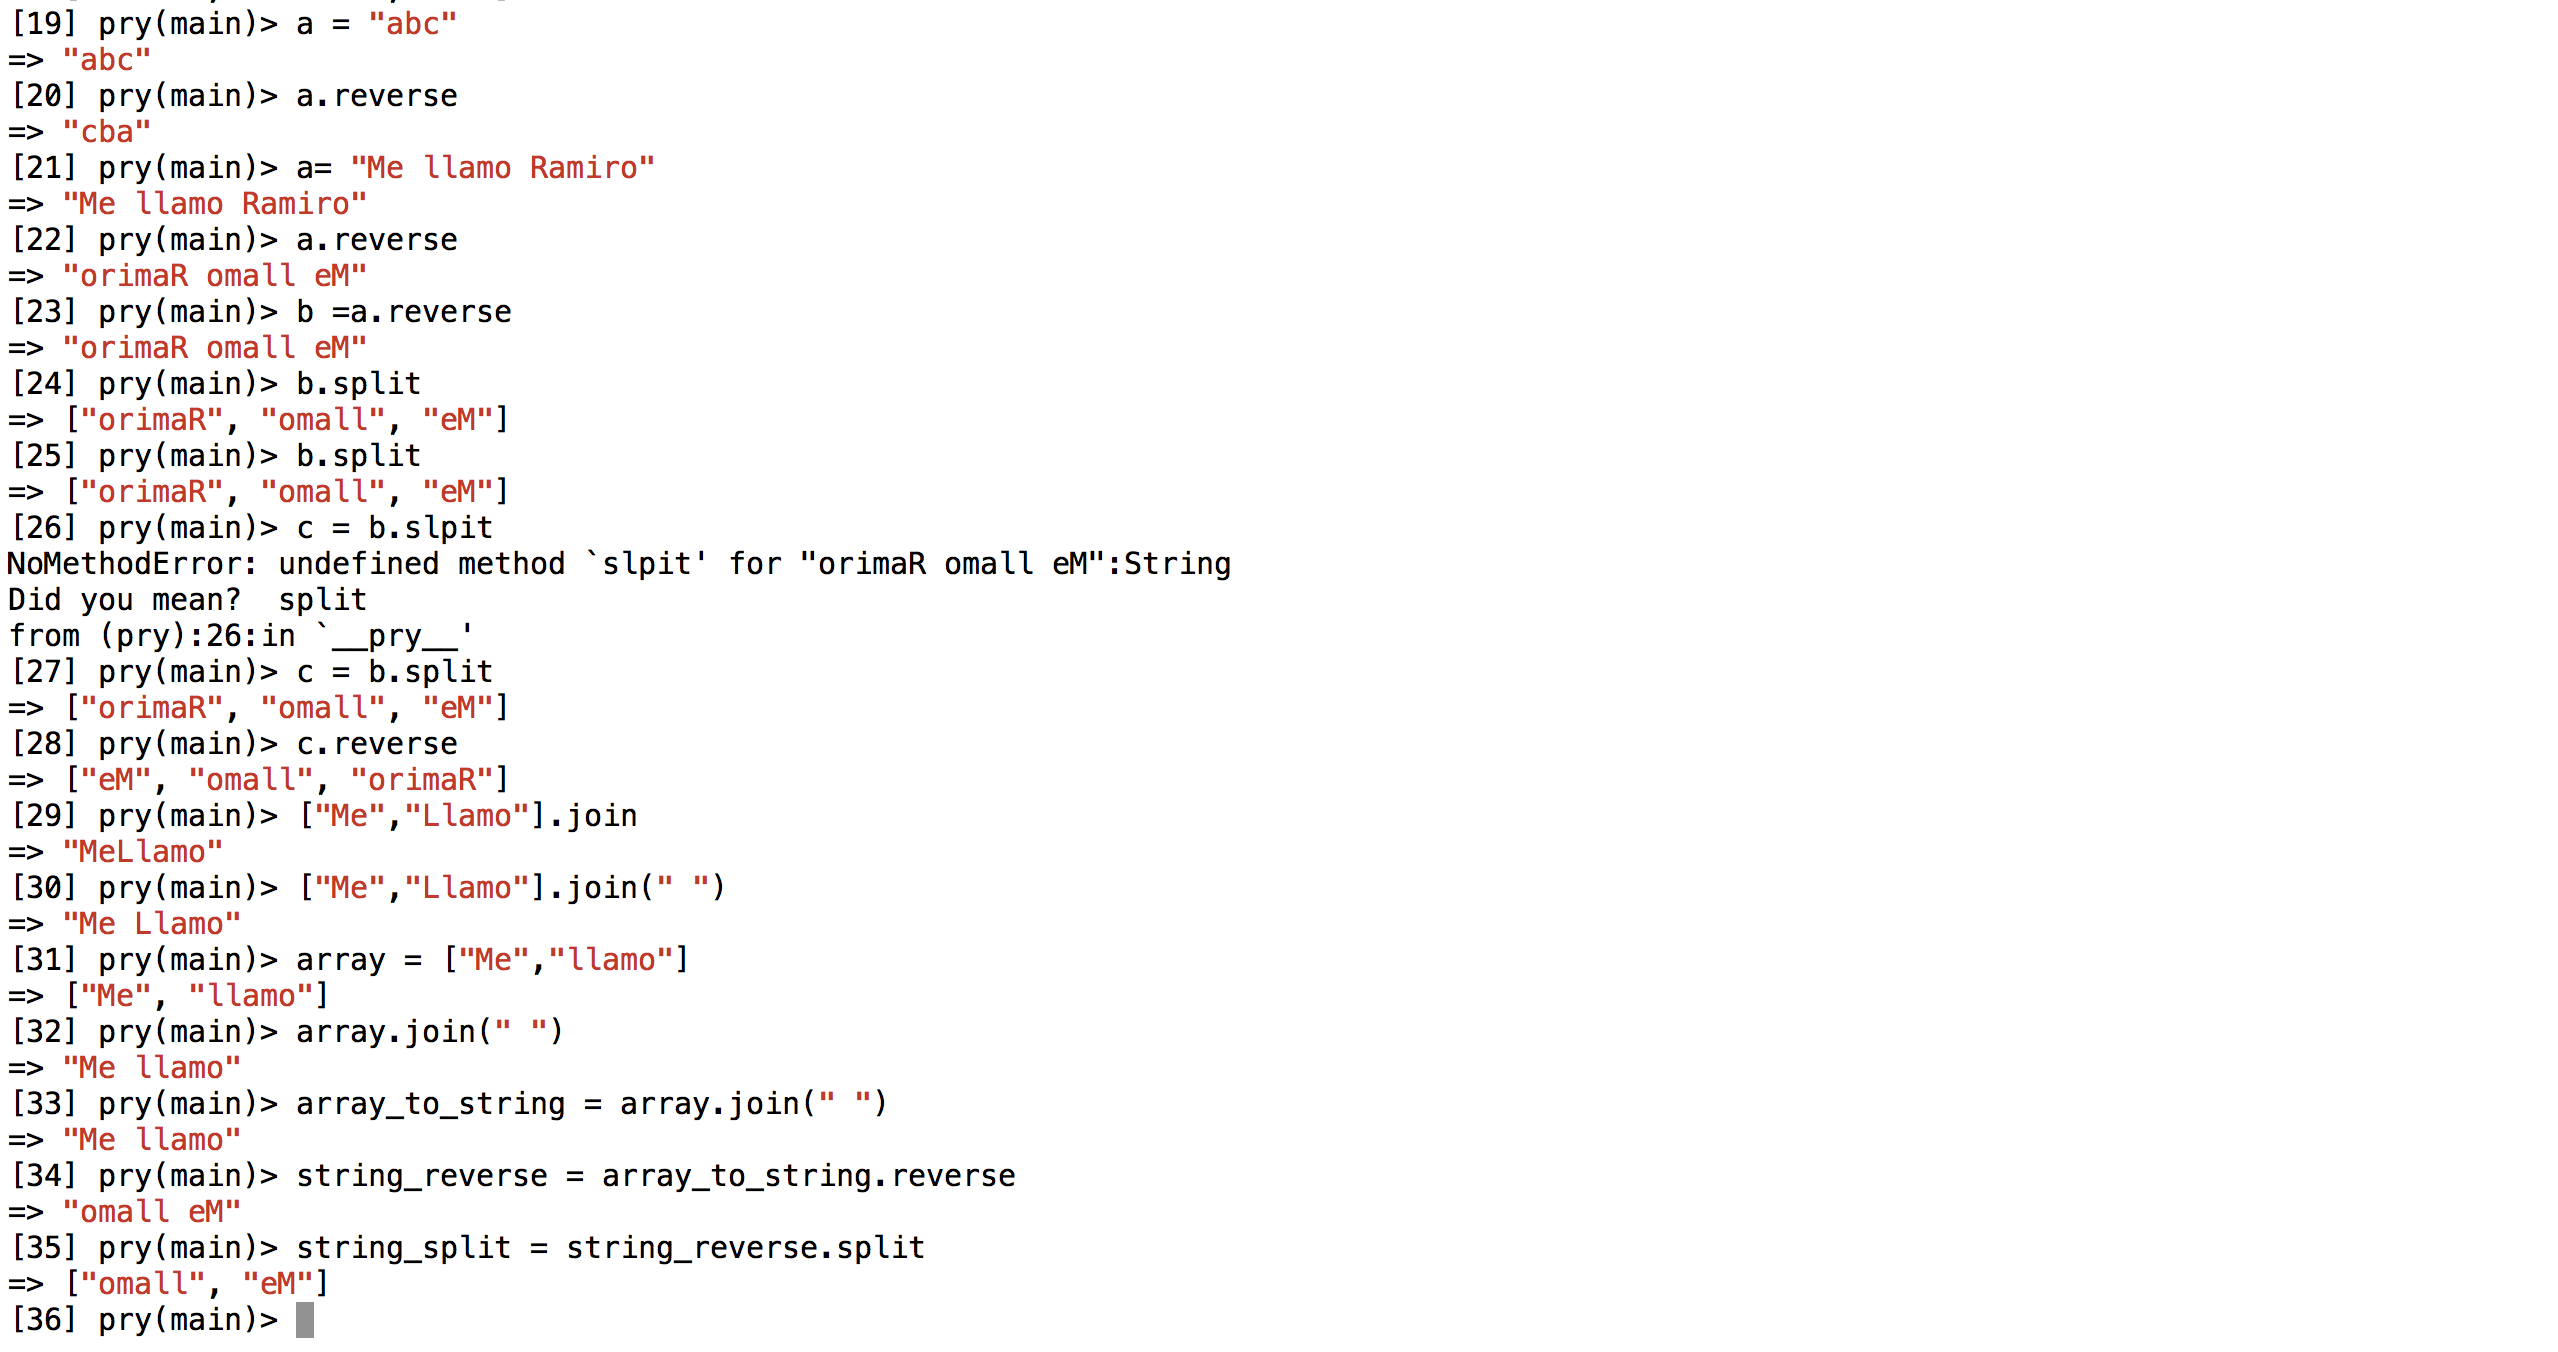 [19] pry(main)> a = "abc"
=> "abc"
[20] pry(main)> a.reverse
=> "cba"
[21] pry(main)> a= "Me llamo Ramiro"
=> "Me llamo Ramiro"
[22] pry(main)> a.reverse
=> "orimaR omall eM"
[23] pry(main)> b =a.reverse
=> "orimaR omall eM"
[24] pry(main)> b.split
=> ["orimaR", "omall", "eM"]
[25] pry(main)> b.split
=> ["orimaR", "omall", "eM"]
[26] pry(main)> c = b.slpit
NoMethodError: undefined method `slpit' for "orimaR omall eM":String
Did you mean?  split
from (pry):26:in `__pry__'
[27] pry(main)> c = b.split
=> ["orimaR", "omall", "eM"]
[28] pry(main)> c.reverse
=> ["eM", "omall", "orimaR"]
[29] pry(main)> ["Me","Llamo"].join
=> "MeLlamo"
[30] pry(main)> ["Me","Llamo"].join(" ")
=> "Me Llamo"
[31] pry(main)> array = ["Me","llamo"]
=> ["Me", "llamo"]
[32] pry(main)> array.join(" ")
=> "Me llamo"
[33] pry(main)> array_to_string = array.join(" ")
=> "Me llamo"
[34] pry(main)> string_reverse = array_to_string.reverse
=> "omall eM"
[35] pry(main)> string_split = string_reverse.split
=> ["omall", "eM"]
[36] pry(main)>